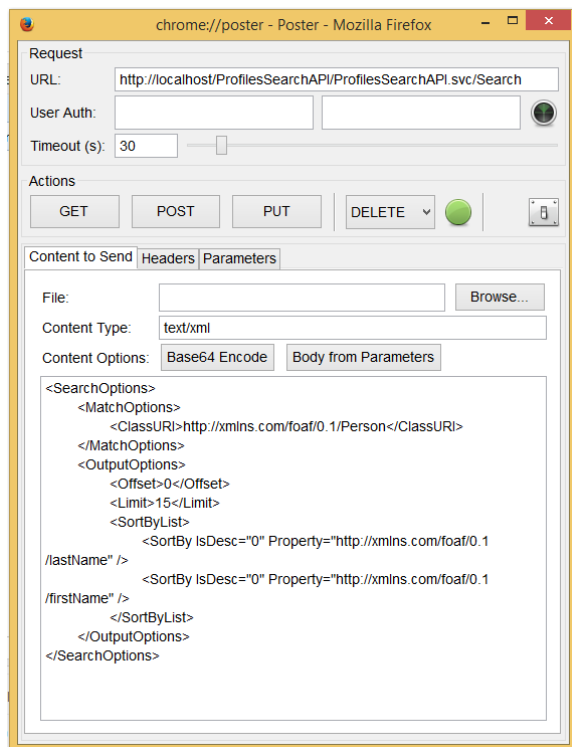 chrome://poster - Poster - Mozilla Firefox
Request
URL: http://localhost/ProfilesSearchAPI/ProfilesSearchAPI.svc/Search
User Auth:
Timeout (s): 30
Actions
GET POST PUT DELETE
Content to Send Headers Parameters
File: Browse...
Content Type: text/xml
Content Options: Base64 Encode Body from Parameters
<SearchOptions>
<MatchOptions>
<ClassURI>http://xmlns.com/foaf/0.1/Person</ClassURI>
</MatchOptions>
<OutputOptions>
<Offset>0</Offset>
<Limit>15</Limit>
<SortByList>
<SortBy IsDesc="0" Property="http://xmlns.com/foaf/0.1
/lastName" />
<SortBy IsDesc="0" Property="http://xmlns.com/foaf/0.1
/firstName" />
</SortByList>
</OutputOptions>
</SearchOptions>